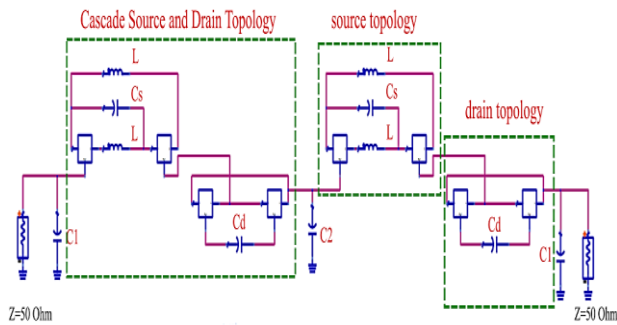 Cascade Source and Drain Topology
source topology
L
L
Cs
Cs
drain topology
L
L
Cd
Cd
C1
C2
C1
Z=50 Ohm
Z=50 Ohm